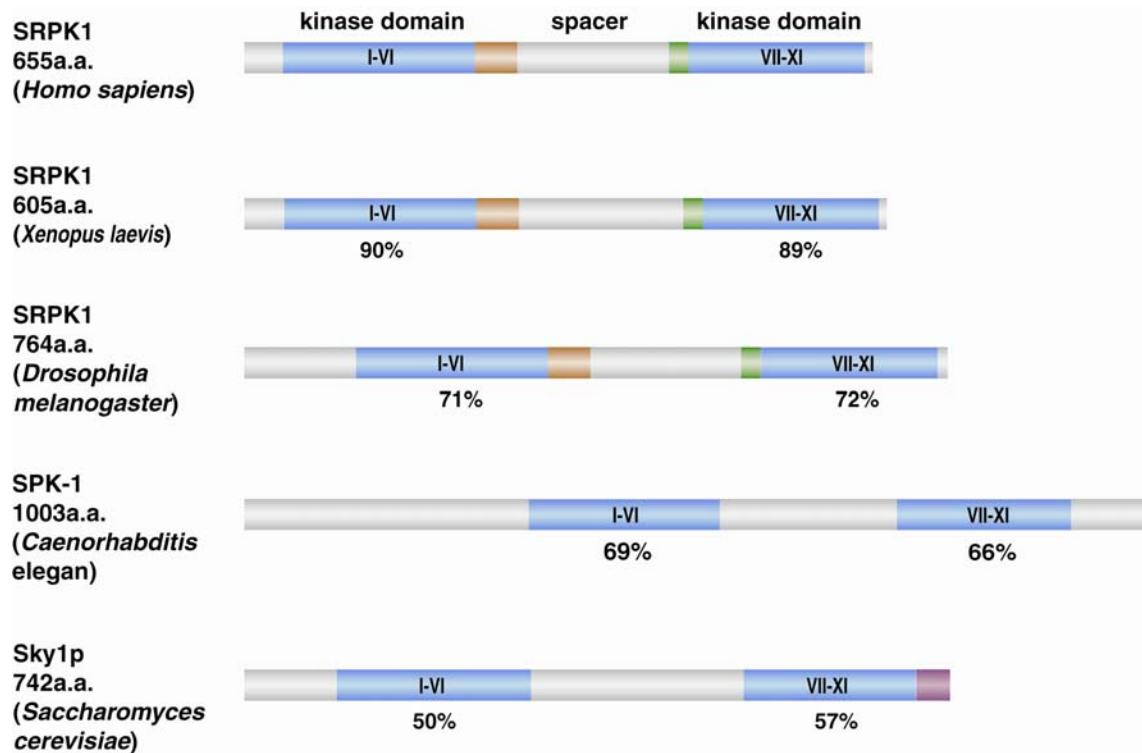 kinase domain spacer kinase domain
SRPK1
655a.a.
(Homo sapiens)
I-VI VII-XI
SRPK1
605a.a.
(Xenopus laevis)
I-VI VII-XI
90% 89%
SRPK1
764a.a.
(Drosophila
melanogaster)
I-VI VII-XI
71% 72%
SPK-1
1003a.a.
(Caenorhabditis
elegan)
I-VI VII-XI
69% 66%
Sky1p
742a.a.
(Saccharomyces
cerevisiae)
I-VI VII-XI
50% 57%